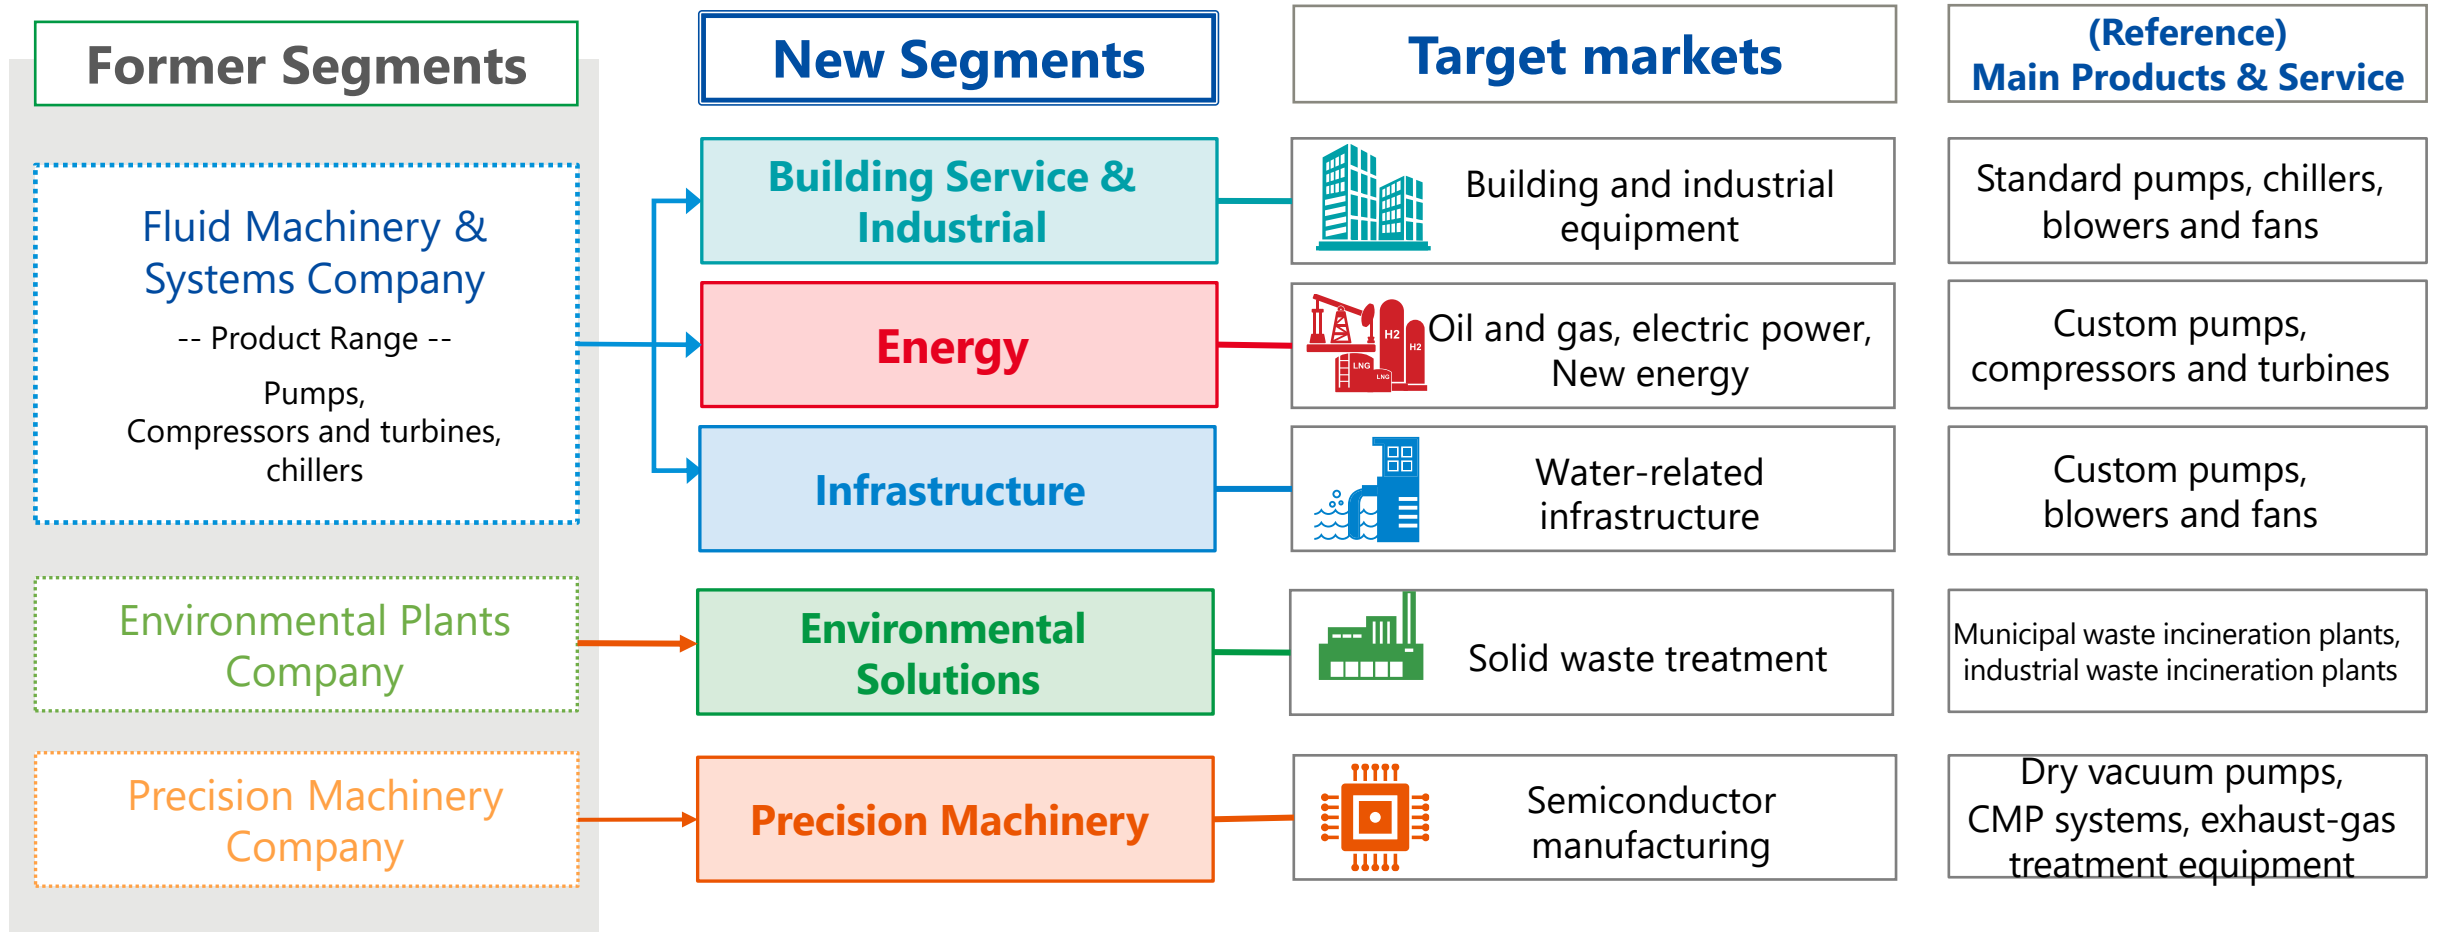 Former Segments
New Segments
Target markets
(Reference)
Main Products & Service
Fluid Machinery &
Systems Company
-- Product Range --
Pumps,
Compressors and turbines,
chillers
Building Service &
Industrial
Building and industrial
equipment
Standard pumps, chillers,
blowers and fans
Energy
H2
H2
LNG
LNG
Oil and gas, electric power,
New energy
Custom pumps,
compressors and turbines
Infrastructure
Water-related
infrastructure
Custom pumps,
blowers and fans
Environmental Plants
Company
Environmental
Solutions
Solid waste treatment
Municipal waste incineration plants,
industrial waste incineration plants
Precision Machinery
Company
Precision Machinery
Semiconductor
manufacturing
Dry vacuum pumps,
CMP systems, exhaust-gas
treatment equipment